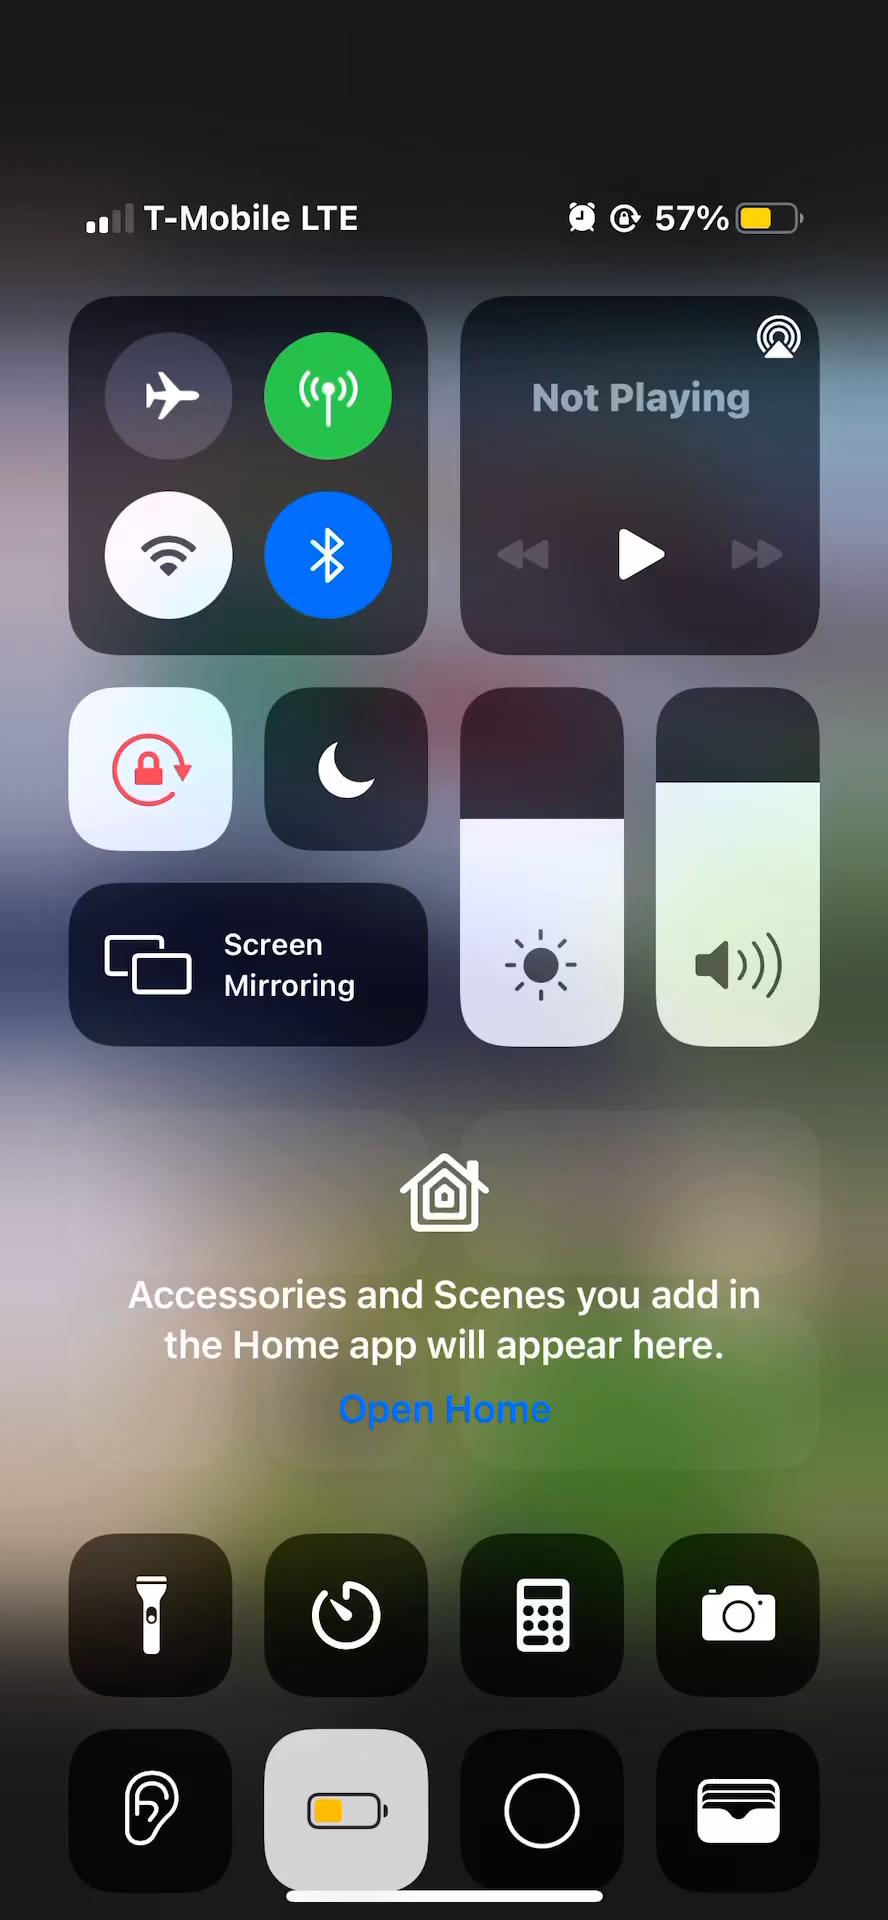 T-Mobile LTE
57%
Not Playing
Screen
Mirroring
Accessories and Scenes you add in
the Home app will appear here.
Open Home